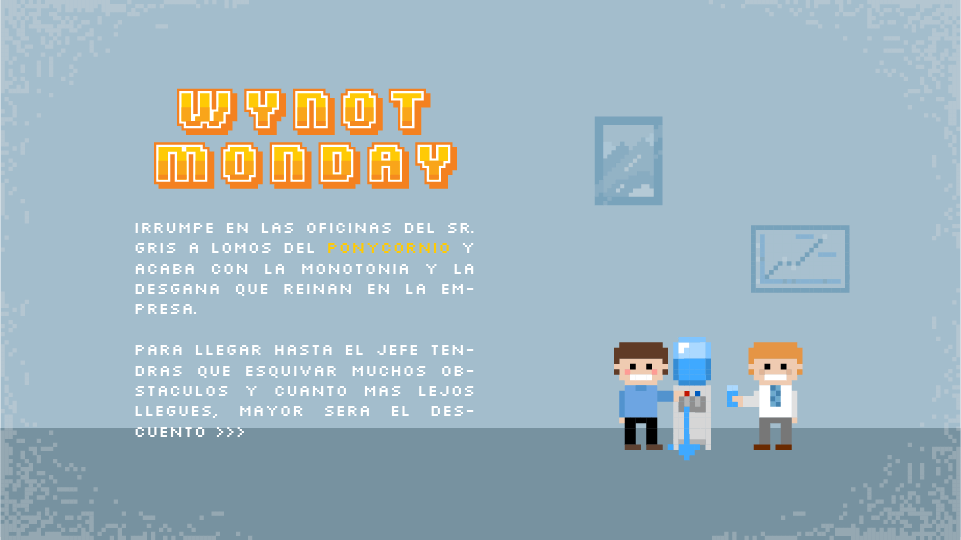 WYNOT
MONDAY
IRRUMPE EN LAS OFICINAS DEL SR.
GRIS A LOMOS DEL PONYCORNIO Y
ACABA CON LA MONOTONIA Y LA
DESGANA QUE REINAN EN LA EM-
PRESA.
PARA LLEGAR HASTA EL JEFE TEN-
DRAS QUE ESQUIVAR MUCHOS OB-
STACULOS Y CUANTO MAS LEJOS
LLEGUES, MAYOR SERA EL DES-
CUENTO >>>